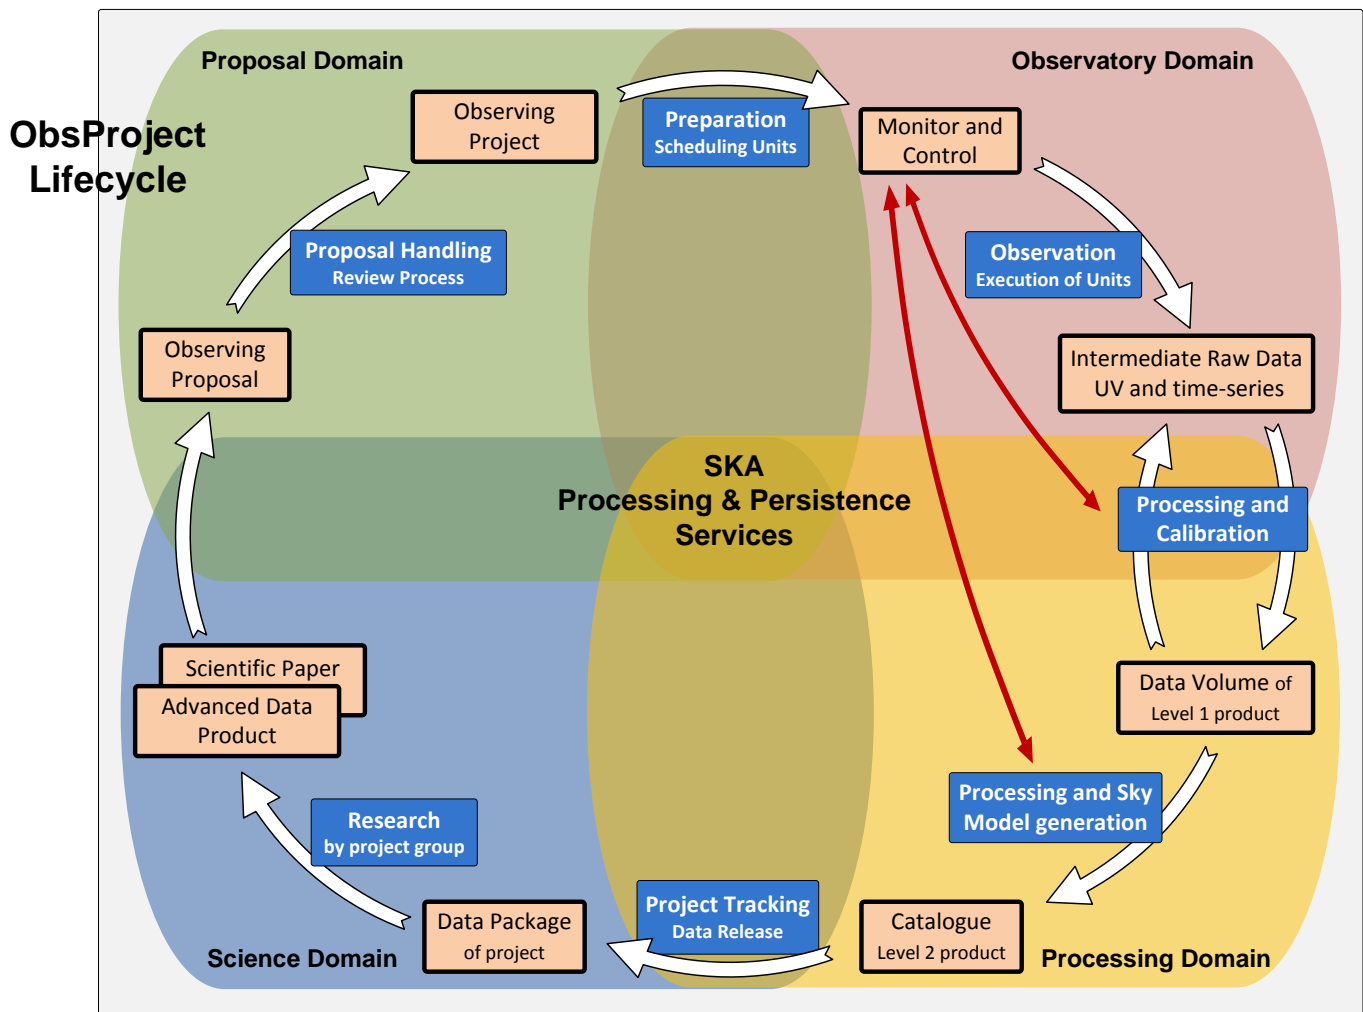 ObsProject
Lifecycle
Proposal Domain
Observatory Domain
Observing
Project
Preparation
Scheduling Units
Monitor and
Control
Proposal Handling
Review Process
Observation
Execution of Units
Observing
Proposal
Intermediate Raw Data
UV and time-series
SKA
Processing & Persistence
Services
Processing and
Calibration
Scientific Paper
Advanced Data
Product
Data Volume of
Level 1 product
Processing and Sky
Model generation
Research
by project group
Project Tracking
Data Release
Data Package
of project
Catalogue
Level 2 product
Science Domain
Processing Domain